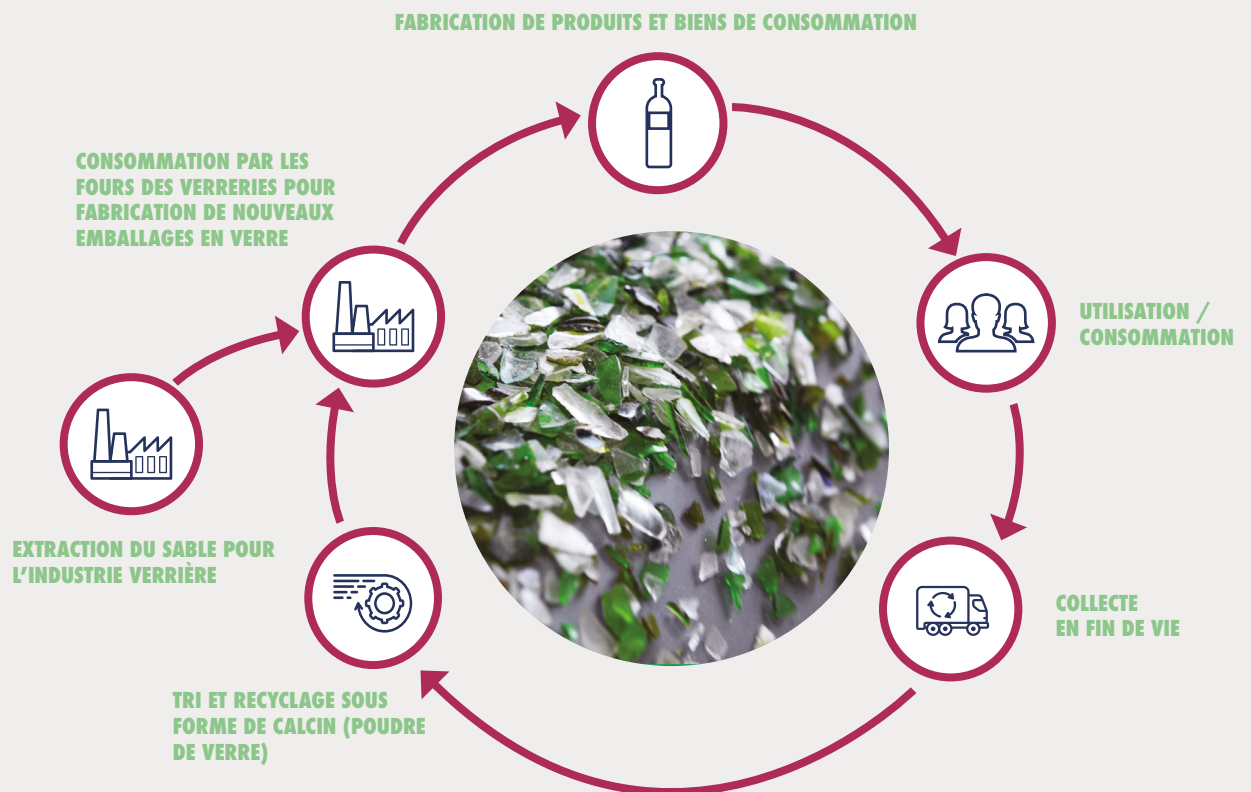 FABRICATION DE PRODUITS ET BIENS DE CONSOMMATION
CONSOMMATION PAR LES
FOURS DES VERRERIES POUR
FABRICATION DE NOUVEAUX
EMBALLAGES EN VERRE
UTILISATION /
CONSOMMATION
EXTRACTION DU SABLE POUR
L'INDUSTRIE VERRIÈRE
COLLECTE
EN FIN DE VIE
TRI ET RECYCLAGE SOUS
FORME DE CALCIN (POUDRE
DE VERRE)